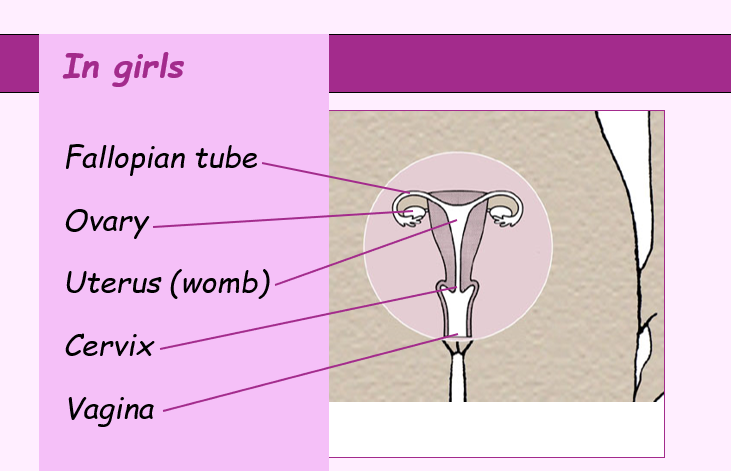 In girls
Fallopian tube
Ovary
Uterus (womb)
Cervix
Vagina